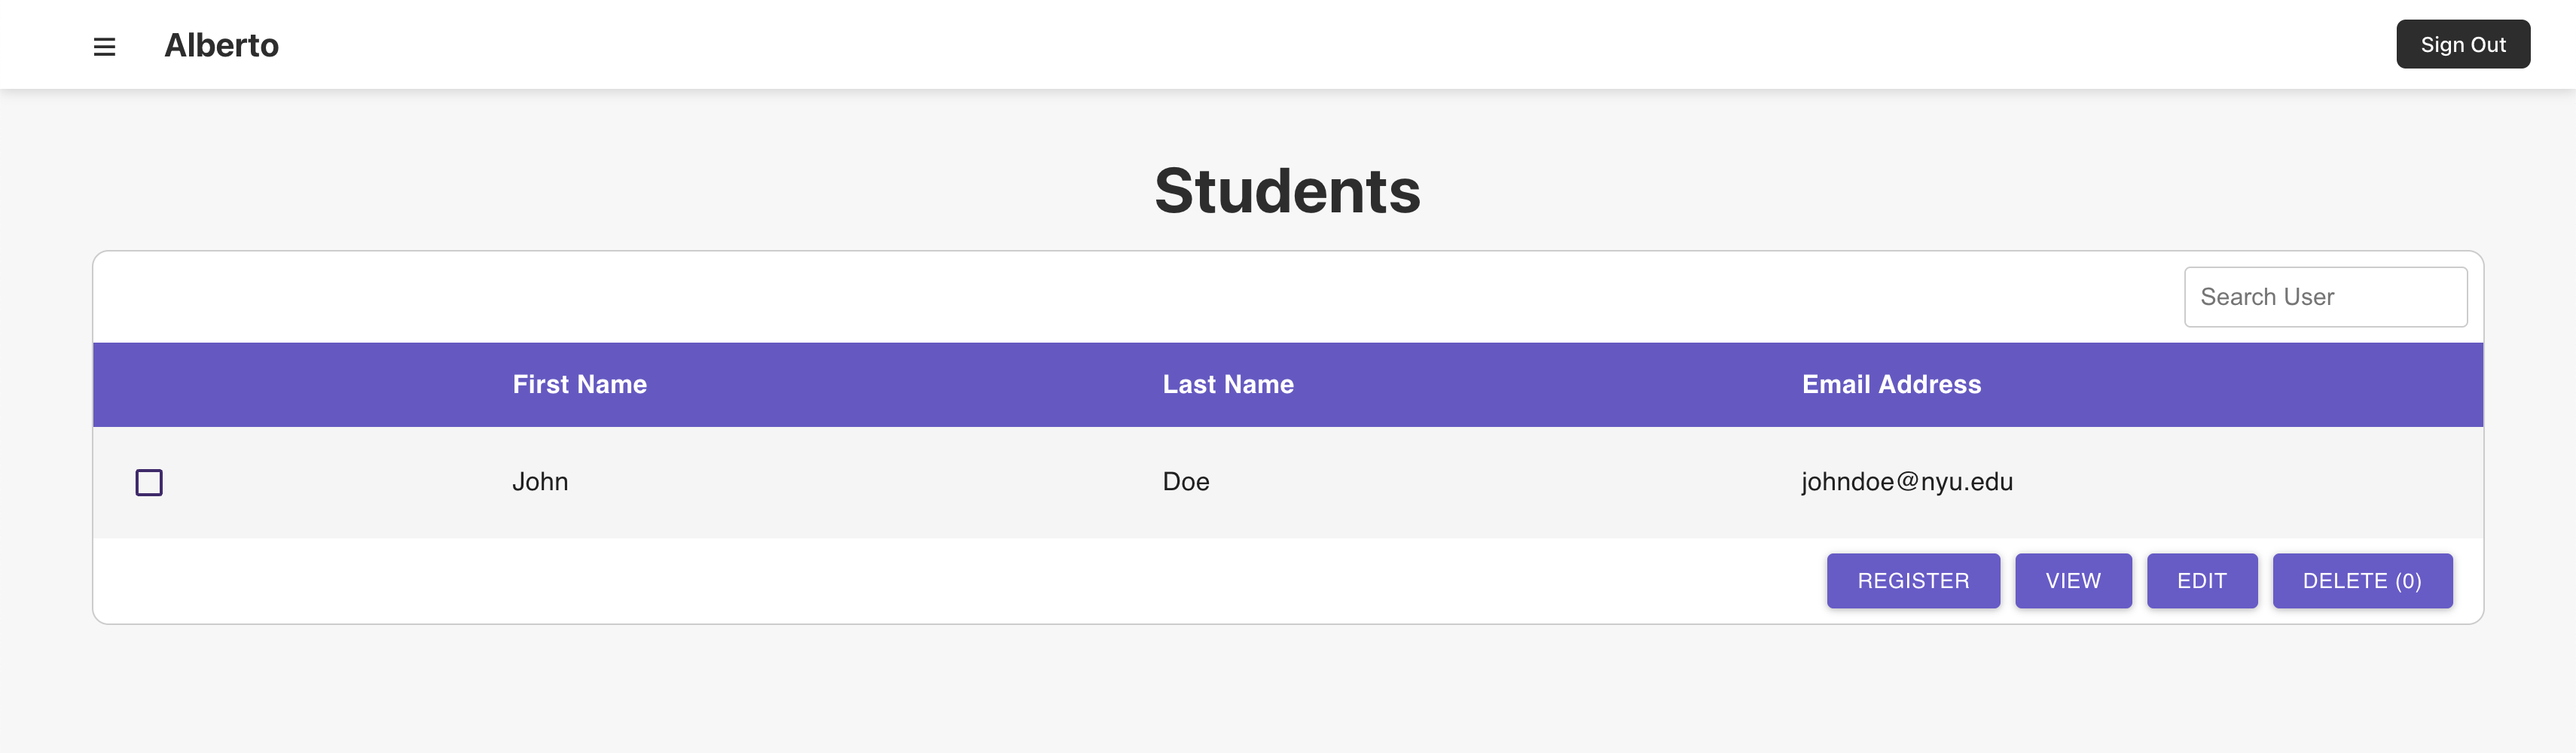 Alberto
Sign Out
Students
Search User
First Name Last Name Email Address
John Doe johndoe@nyu.edu
REGISTER VIEW EDIT DELETE (0)